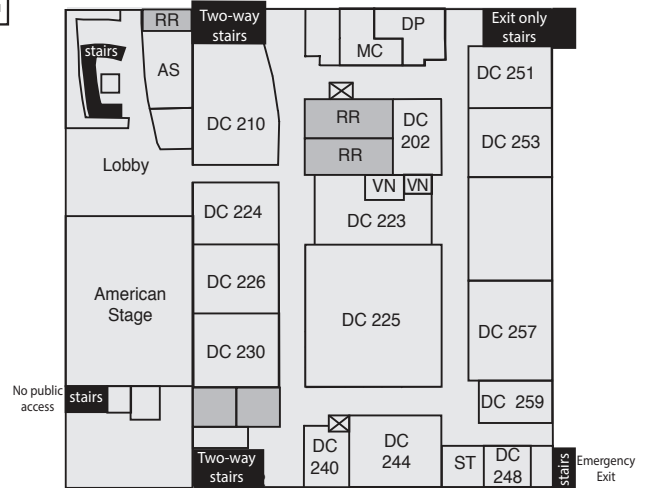 RR
Two-way
stairs
DP
MC
Exit only
stairs
stairs
AS
DC 251
DC 210
RR
DC
202
DC 253
RR
Lobby
VN
VN
DC 224
DC 223
DC 226
American
Stage
DC 225
DC 257
DC 230
No public
access
stairs
DC 259
Two-way
stairs
DC
240
DC
244
ST
DC
248
stairs
Emergency
Exit